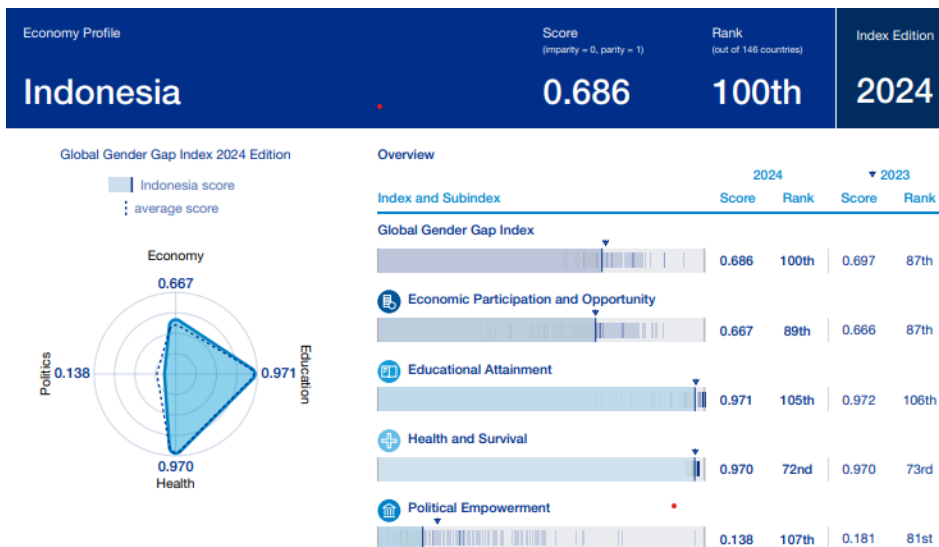 Economy Profile
Indonesia
Score
(imparity = 0, parity = 1)
0.686
Rank
(out of 146 countries)
100th
Index Edition
2024
Global Gender Gap Index 2024 Edition
Indonesia score
average score
Economy
0.667
Politics
0.138
0.971
Education
0.970
Health
Overview
2024
2023
Index and Subindex
Score Rank Score Rank
Global Gender Gap Index
0.686 100th 0.697 87th
Economic Participation and Opportunity
0.667 89th 0.666 87th
Educational Attainment
0.971 105th 0.972 106th
Health and Survival
0.970 72nd 0.970 73rd
Political Empowerment
0.138 107th 0.181 81st